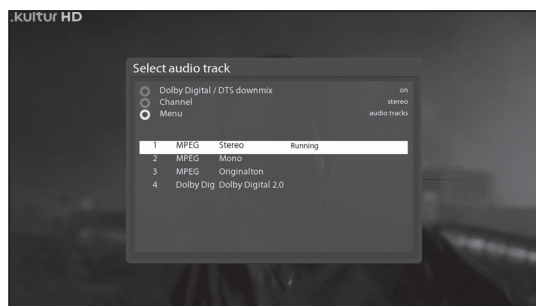 .kultur HD
Select audio track
Dolby Digital / DTS downmix on
Channel stereo
Menu audio tracks
1 MPEG Stereo Running
2 MPEG Mono
3 MPEG Originalton
4 Dolby Dig Dolby Digital 2.0